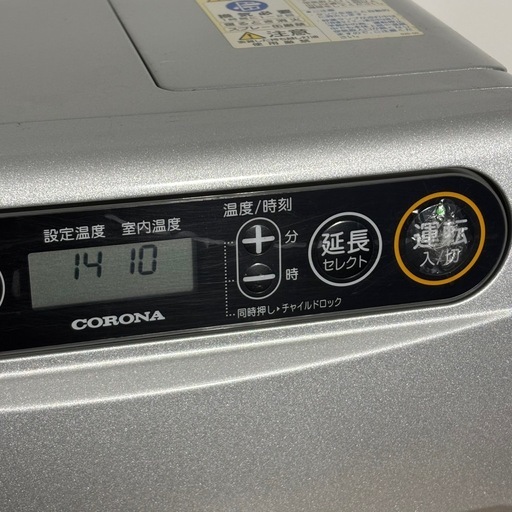 注意
温度/時刻
設定温度 室内温度
14 10
分
時
延長
セレクト
運転
入/切
CORONA
同時押し▶チャイルドロック